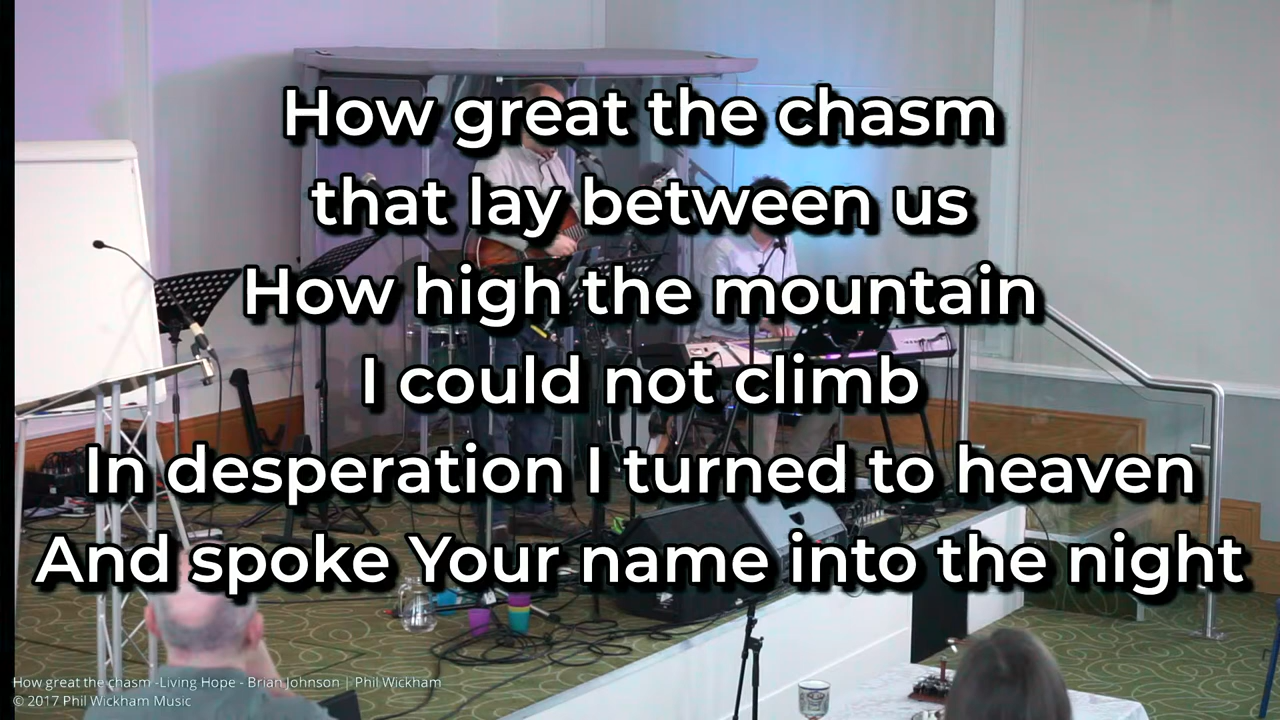 How great the chasm
that lay between us
How high the mountain
I could not climb
In desperation I turned to heaven
And spoke Your name into the night
How great the chasm -Living Hope - Brian Johnson | Phil Wickham
© 2017 Phil Wickham Music